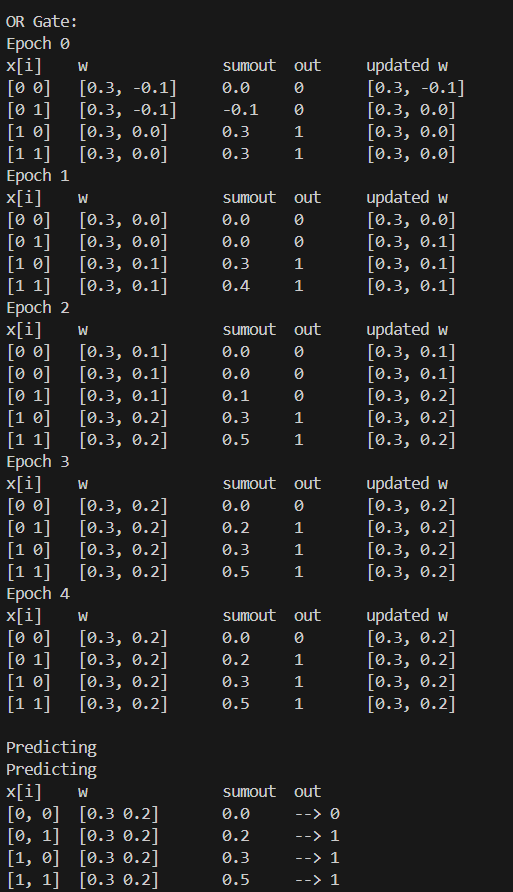 OR Gate:
Epoch 0
x[i]    w               sumout  out     updated w
[0 0]   [0.3, -0.1]     0.0     0       [0.3, -0.1]
[0 1]   [0.3, -0.1]     -0.1    0       [0.3, 0.0]
[1 0]   [0.3, 0.0]      0.3     1       [0.3, 0.0]
[1 1]   [0.3, 0.0]      0.3     1       [0.3, 0.0]
Epoch 1
x[i]    w               sumout  out     updated w
[0 0]   [0.3, 0.0]      0.0     0       [0.3, 0.0]
[0 1]   [0.3, 0.0]      0.0     0       [0.3, 0.1]
[1 0]   [0.3, 0.1]      0.3     1       [0.3, 0.1]
[1 1]   [0.3, 0.1]      0.4     1       [0.3, 0.1]
Epoch 2
x[i]    w               sumout  out     updated w
[0 0]   [0.3, 0.1]      0.0     0       [0.3, 0.1]
[0 0]   [0.3, 0.1]      0.0     0       [0.3, 0.1]
[0 1]   [0.3, 0.1]      0.1     0       [0.3, 0.2]
[1 0]   [0.3, 0.2]      0.3     1       [0.3, 0.2]
[1 1]   [0.3, 0.2]      0.5     1       [0.3, 0.2]
Epoch 3
x[i]    w               sumout  out     updated w
[0 0]   [0.3, 0.2]      0.0     0       [0.3, 0.2]
[0 1]   [0.3, 0.2]      0.2     1       [0.3, 0.2]
[1 0]   [0.3, 0.2]      0.3     1       [0.3, 0.2]
[1 1]   [0.3, 0.2]      0.5     1       [0.3, 0.2]
Epoch 4
x[i]    w               sumout  out     updated w
[0 0]   [0.3, 0.2]      0.0     0       [0.3, 0.2]
[0 1]   [0.3, 0.2]      0.2     1       [0.3, 0.2]
[1 0]   [0.3, 0.2]      0.3     1       [0.3, 0.2]
[1 1]   [0.3, 0.2]      0.5     1       [0.3, 0.2]
Predicting
Predicting
x[i]    w               sumout  out
[0, 0]  [0.3 0.2]       0.0     --> 0
[0, 1]  [0.3 0.2]       0.2     --> 1
[1, 0]  [0.3 0.2]       0.3     --> 1
[1, 1]  [0.3 0.2]       0.5     --> 1